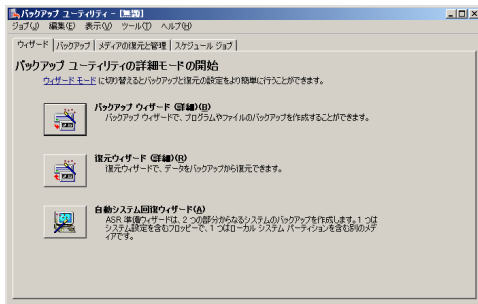 バックアップ ユーティリティ - [無題]
ジョブ(J) 編集(E) 表示(V) ツール(T) ヘルプ(H)
ウィザード バックアップ メディアの復元と管理 スケジュール ジョブ
バックアップ ユーティリティの詳細モードの開始
ウィザード モード に切り替えるとバックアップと復元の設定をより簡単に行うことができます。
バックアップ ウィザード (詳細)(B)
バックアップ ウィザードで、プログラムやファイルのバックアップを作成することができます。
復元ウィザード (詳細)(R)
復元ウィザードで、データをバックアップから復元できます。
自動システム回復ウィザード(A)
ASR 準備ウィザードは、2 つの部分からなるシステムのバックアップを作成します。1 つは
システム設定を含むフロッピーで、1 つはローカル システム パーティションを含む別のメデ
ィアです。